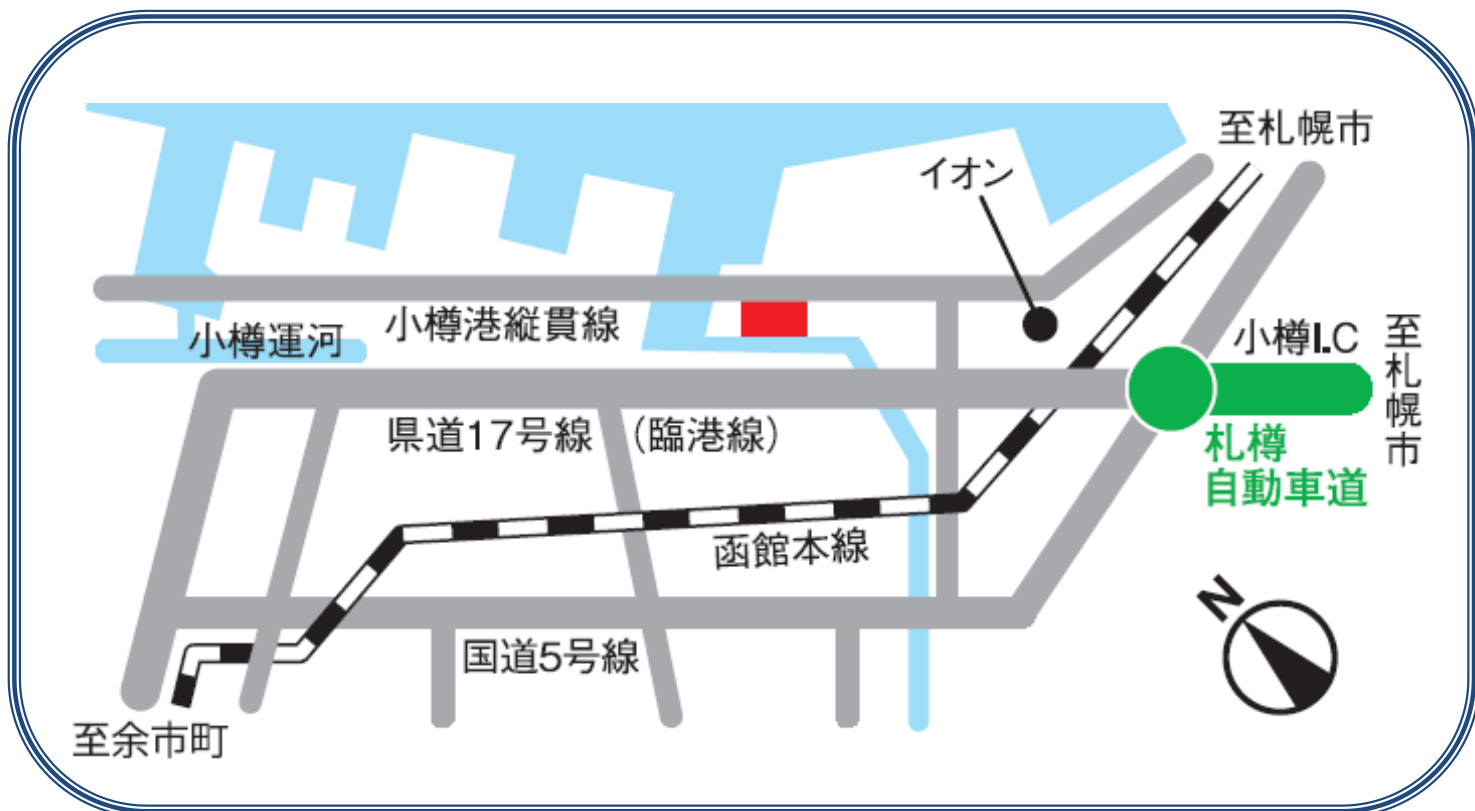 至札幌市
イオン
小樽港縦貫線
小樽運河
小樽I.C
至札幌市
県道17号線 (臨港線)
札樽
自動車道
函館本線
国道5号線
N
至余市町